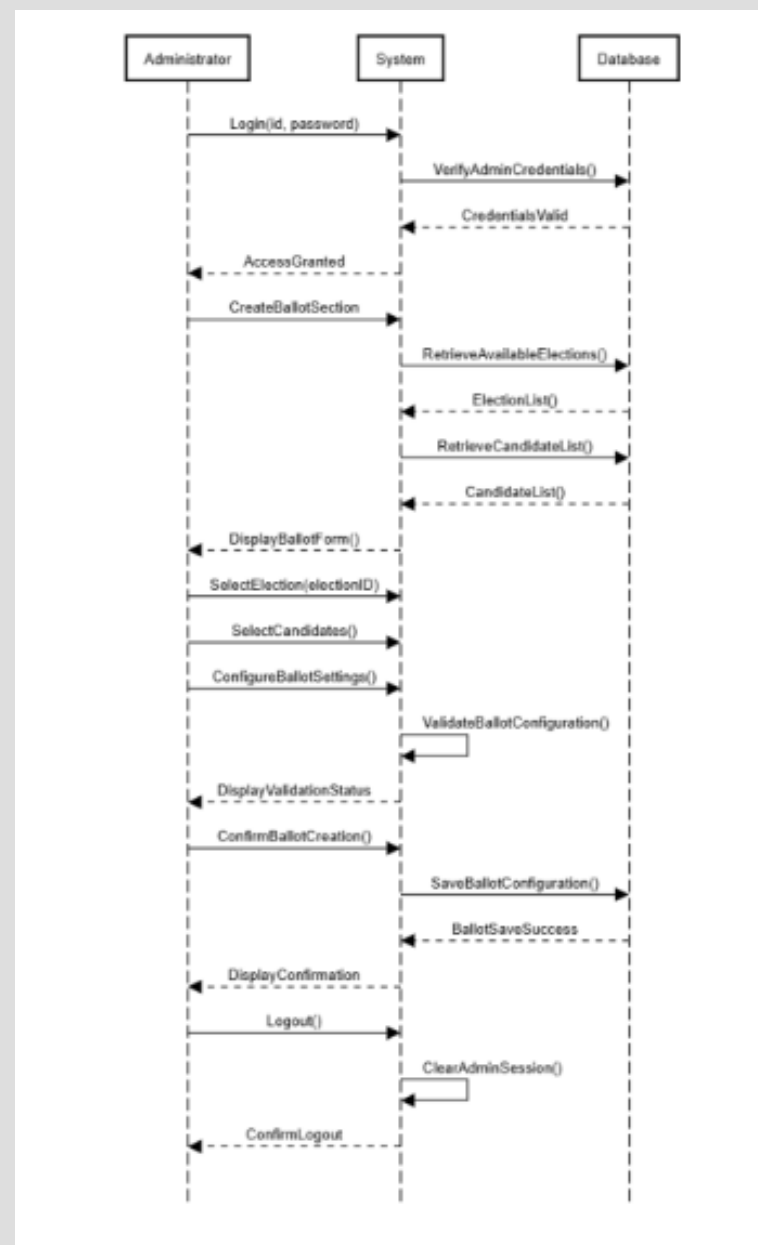 Administrator
System
Database
Login(id, password)
VerifyAdminCredentials()
CredentialsValid
AccessGranted
CreateBallotSection
RetrieveAvailableElections()
ElectionList()
RetrieveCandidateList()
CandidateList()
DisplayBallotForm()
SelectElection(electionID)
SelectCandidates()
ConfigureBallotSettings()
ValidateBallotConfiguration()
DisplayValidationStatus
ConfirmBallotCreation()
SaveBallotConfiguration()
BallotSaveSuccess
DisplayConfirmation
Logout()
ClearAdminSession()
ConfirmLogout